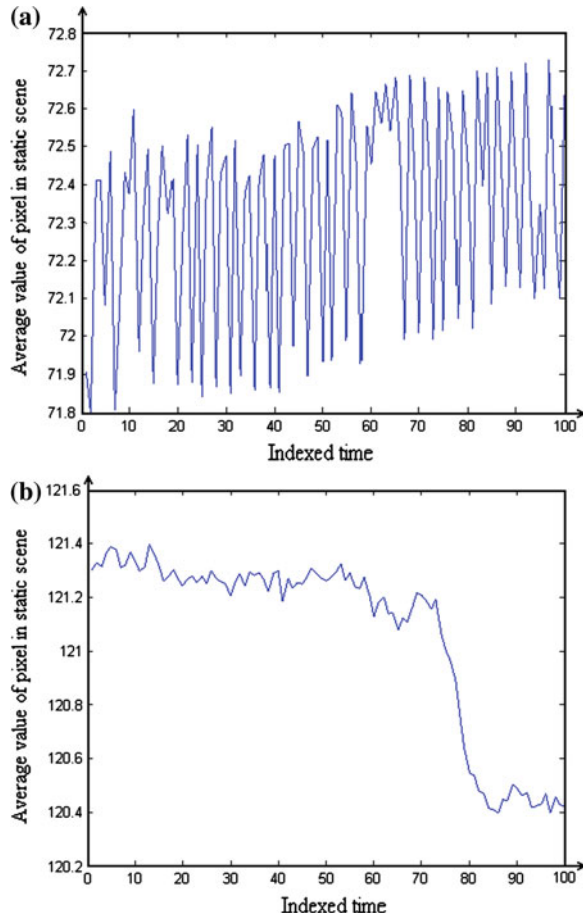 (a)
72.8
72.7
72.6
72.5
72.4
72.3
72.2
72.1
72
71.9
71.8
Average value of pixel in static scene
0 10 20 30 40 50 60 70 80 90 100
Indexed time
(b)
121.6
121.4
121.2
121
120.8
120.6
120.4
120.2
Average value of pixel in static scene
0 10 20 30 40 50 60 70 80 90 100
Indexed time